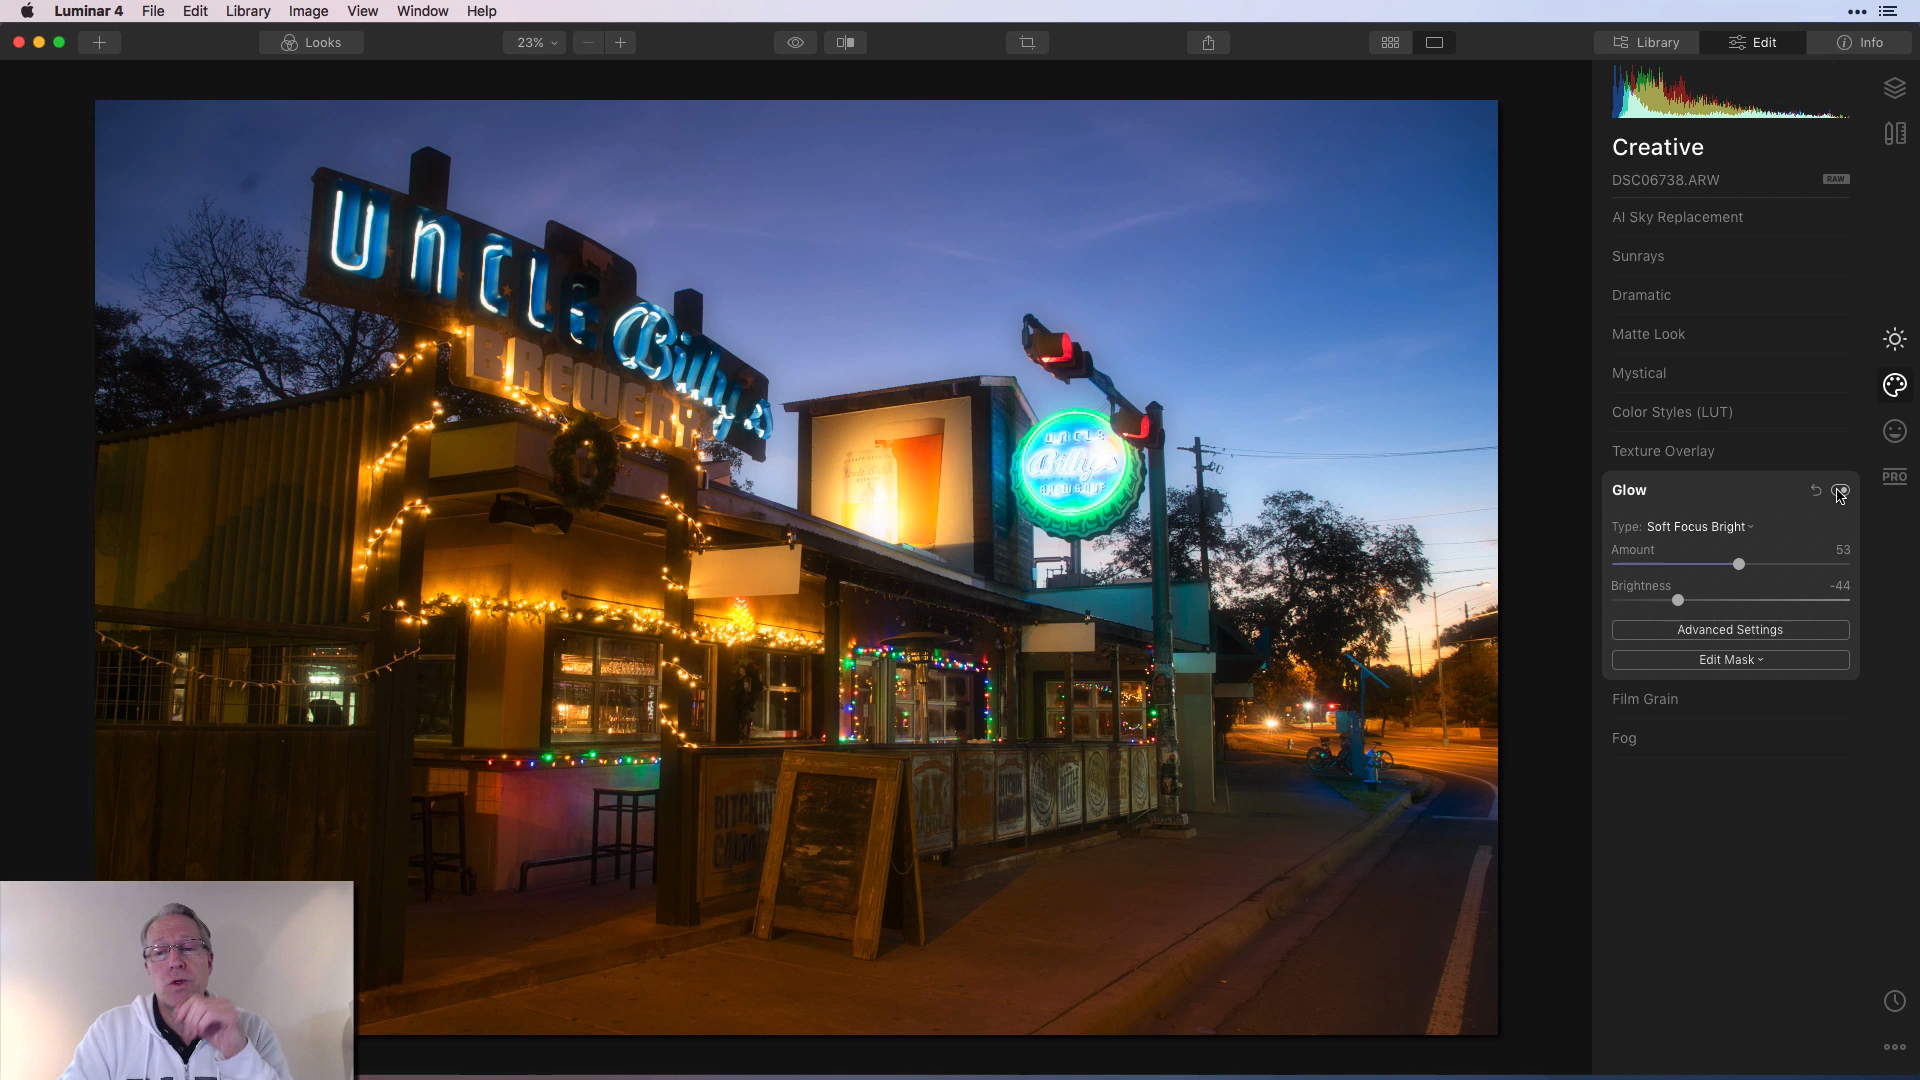 Luminar 4 File Edit Library Image View Window Help
Looks
23%
Library Edit Info
Creative
DSC06738.ARW RAW
AI Sky Replacement
Sunrays
Dramatic
Matte Look
Mystical
Color Styles (LUT)
Texture Overlay
Glow
Type: Soft Focus Bright
Amount 53
Brightness -44
Advanced Settings
Edit Mask
Film Grain
Fog
PRO
UNCLE Billy's
BREWERY
UNCLE
Billy's
BITCHIN